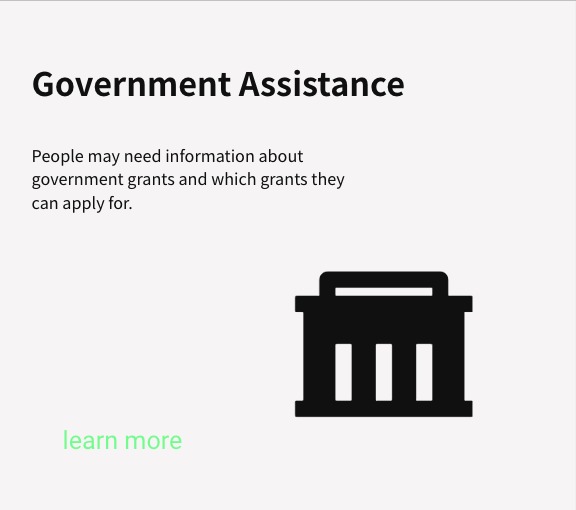 Government Assistance
People may need information about
government grants and which grants they
can apply for.
learn more